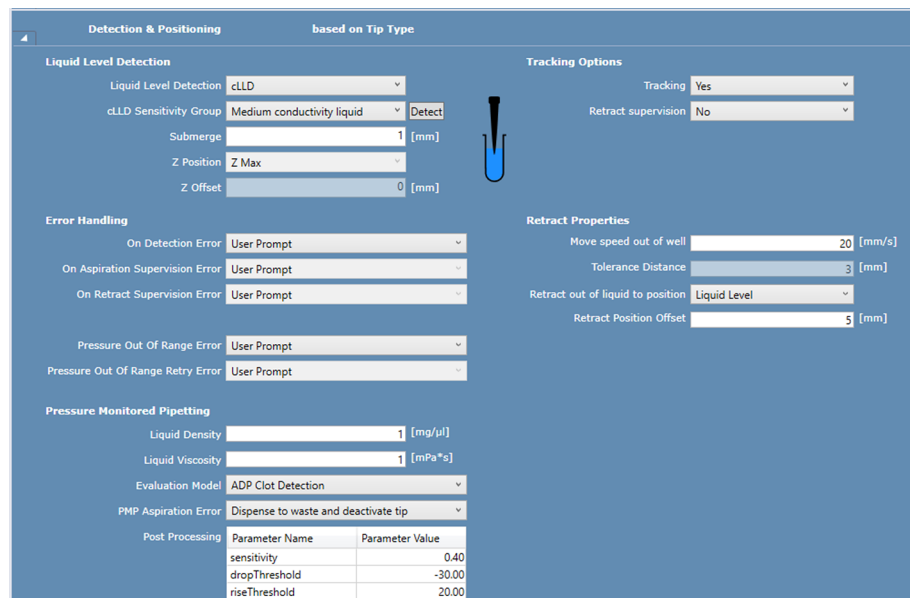 Detection & Positioning based on Tip Type
Liquid Level Detection
Liquid Level Detection cLLD
cLLD Sensitivity Group Medium conductivity liquid Detect
Submerge 1 [mm]
Z Position Z Max
Z Offset 0 [mm]
Tracking Options
Tracking Yes
Retract supervision No
Error Handling
On Detection Error User Prompt
On Aspiration Supervision Error User Prompt
On Retract Supervision Error User Prompt
Pressure Out Of Range Error User Prompt
Pressure Out Of Range Retry Error User Prompt
Retract Properties
Move speed out of well 20 [mm/s]
Tolerance Distance 3 [mm]
Retract out of liquid to position Liquid Level
Retract Position Offset 5 [mm]
Pressure Monitored Pipetting
Liquid Density 1 [mg/µl]
Liquid Viscosity 1 [mPa*s]
Evaluation Model ADP Clot Detection
PMP Aspiration Error Dispense to waste and deactivate tip
Post Processing Parameter Name Parameter Value
sensitivity 0.40
dropThreshold -30.00
riseThreshold 20.00